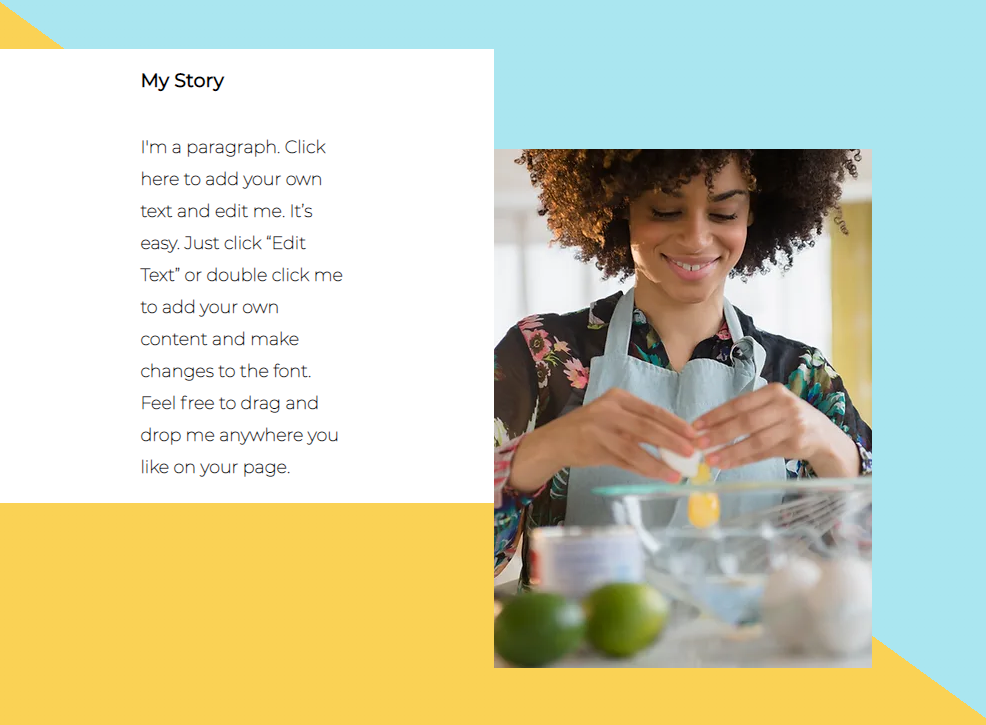 My Story
I'm a paragraph. Click
here to add your own
text and edit me. It’s
easy. Just click “Edit
Text” or double click me
to add your own
content and make
changes to the font.
Feel free to drag and
drop me anywhere you
like on your page.